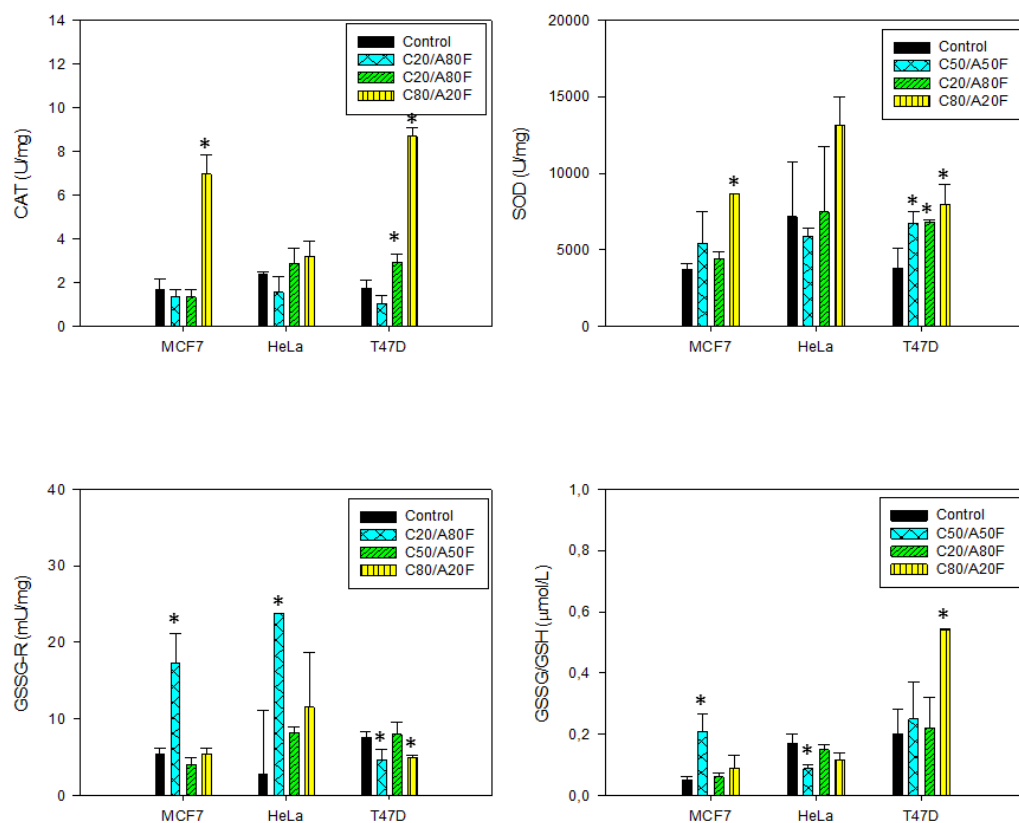 14
12
10
8
6
4
2
0
CAT (U/mg)
Control
C20/A80F
C20/A80F
C80/A20F
*
*
*
MCF7 HeLa T47D
20000
15000
10000
5000
0
SOD (U/mg)
Control
C50/A50F
C20/A80F
C80/A20F
*
* * *
MCF7 HeLa T47D
40
30
20
10
0
GSSG-R (mU/mg)
Control
C20/A80F
C50/A50F
C80/A20F
*
*
* *
MCF7 HeLa T47D
1,0
0,8
0,6
0,4
0,2
0,0
GSSG/GSH (µmol/L)
Control
C50/A50F
C20/A80F
C80/A20F
*
*
*
MCF7 HeLa T47D